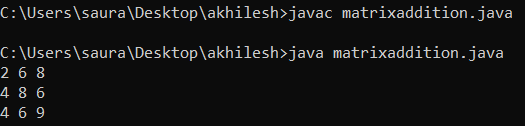 C:\Users\saura\Desktop\akhilesh>javac matrixaddition.java
C:\Users\saura\Desktop\akhilesh>java matrixaddition.java
2 6 8
4 8 6
4 6 9